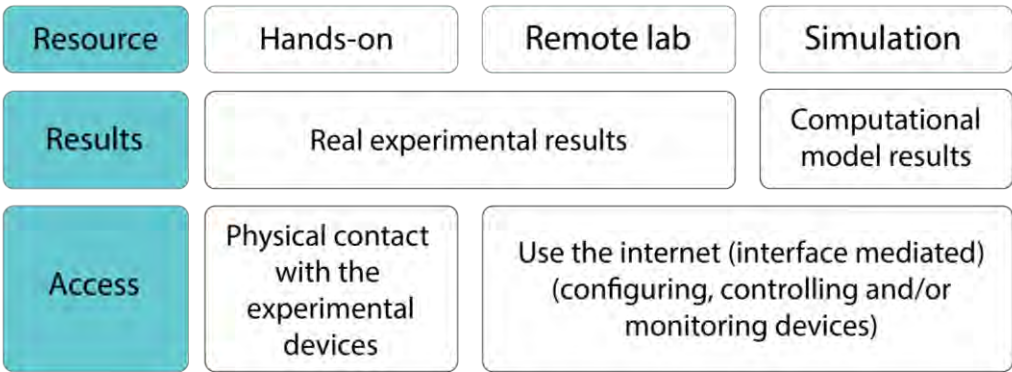 Resource
Hands-on
Remote lab
Simulation
Results
Real experimental results
Computational
model results
Access
Physical contact
with the
experimental
devices
Use the internet (interface mediated)
(configuring, controlling and/or
monitoring devices)